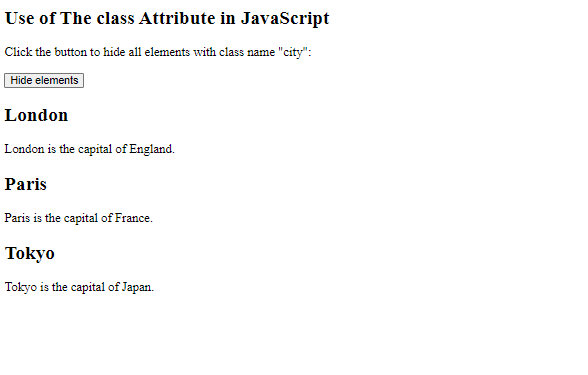 Use of The class Attribute in JavaScript
Click the button to hide all elements with class name "city":
Hide elements
London
London is the capital of England.
Paris
Paris is the capital of France.
Tokyo
Tokyo is the capital of Japan.